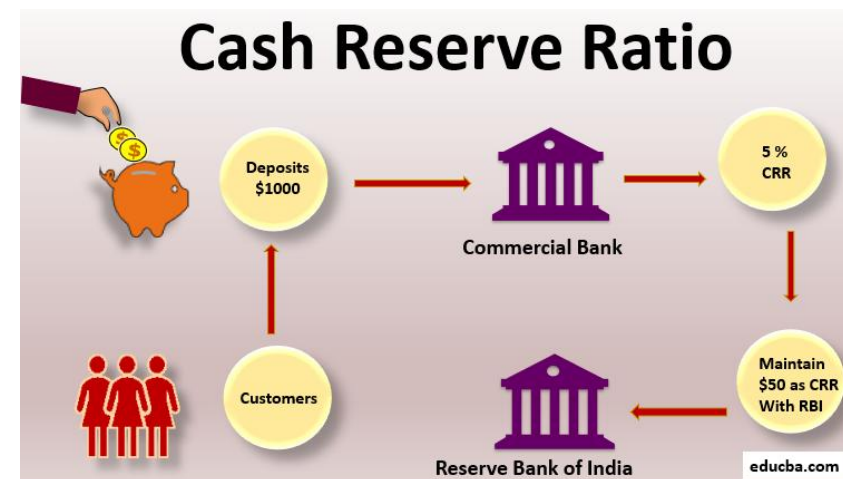 Cash Reserve Ratio
Deposits
$1000
5 %
CRR
Commercial Bank
Customers
Maintain
$50 as CRR
With RBI
Reserve Bank of India
educba.com
$
$